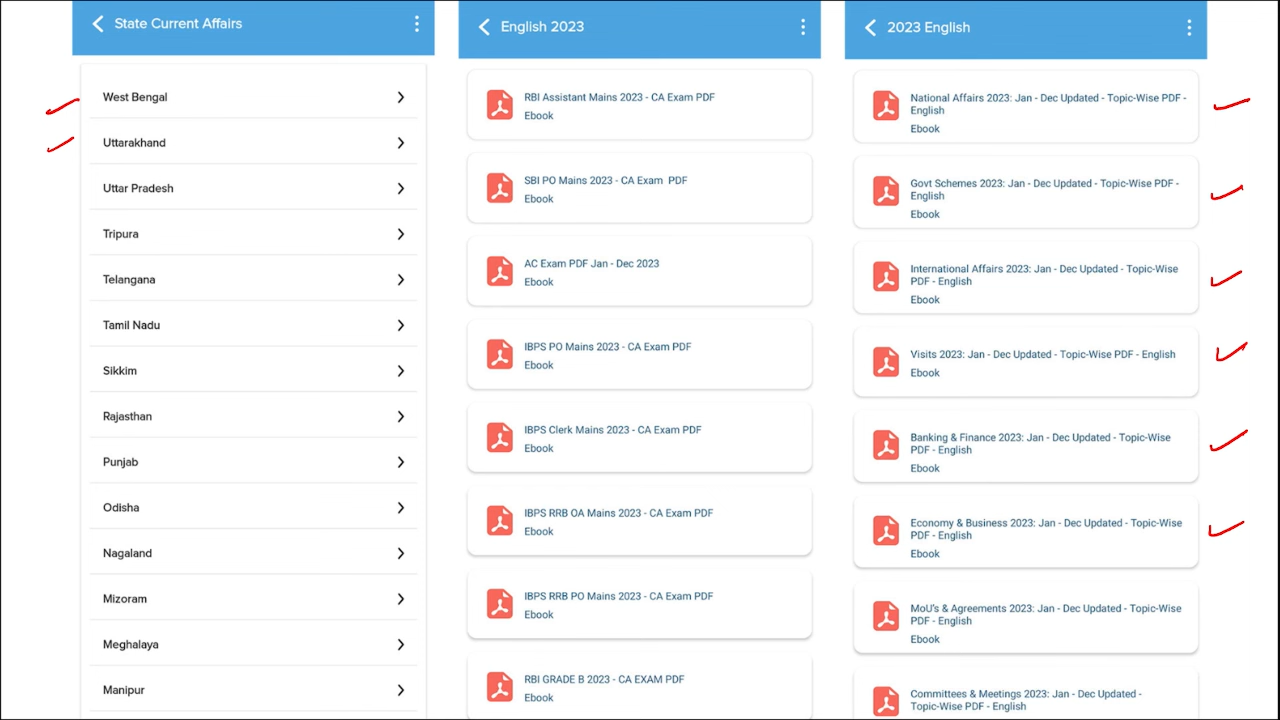 State Current Affairs
West Bengal
Uttarakhand
Uttar Pradesh
Tripura
Telangana
Tamil Nadu
Sikkim
Rajasthan
Punjab
Odisha
Nagaland
Mizoram
Meghalaya
Manipur
English 2023
RBI Assistant Mains 2023 - CA Exam PDF
Ebook
SBI PO Mains 2023 - CA Exam  PDF
Ebook
AC Exam PDF Jan - Dec 2023
Ebook
IBPS PO Mains 2023 - CA Exam PDF
Ebook
IBPS Clerk Mains 2023 - CA Exam PDF
Ebook
IBPS RRB OA Mains 2023 - CA Exam PDF
Ebook
IBPS RRB PO Mains 2023 - CA Exam PDF
Ebook
RBI GRADE B 2023 - CA EXAM PDF
Ebook
2023 English
National Affairs 2023: Jan - Dec Updated - Topic-Wise PDF -
English
Ebook
Govt Schemes 2023: Jan - Dec Updated - Topic-Wise PDF -
English
Ebook
International Affairs 2023: Jan - Dec Updated - Topic-Wise
PDF - English
Ebook
Visits 2023: Jan - Dec Updated - Topic-Wise PDF - English
Ebook
Banking & Finance 2023: Jan - Dec Updated - Topic-Wise
PDF - English
Ebook
Economy & Business 2023: Jan - Dec Updated - Topic-Wise
PDF - English
Ebook
MoU's & Agreements 2023: Jan - Dec Updated - Topic-Wise
PDF - English
Ebook
Committees & Meetings 2023: Jan - Dec Updated -
Topic-Wise PDF - English